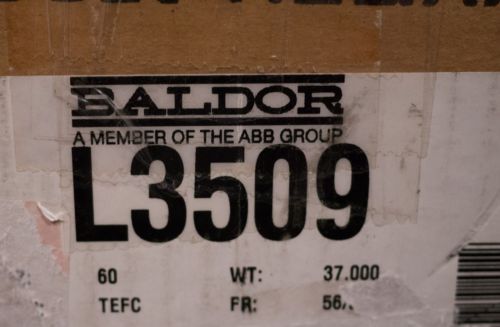 BALDOR
A MEMBER OF THE ABB GROUP
L3509
60 WT: 37.000
TEFC FR: